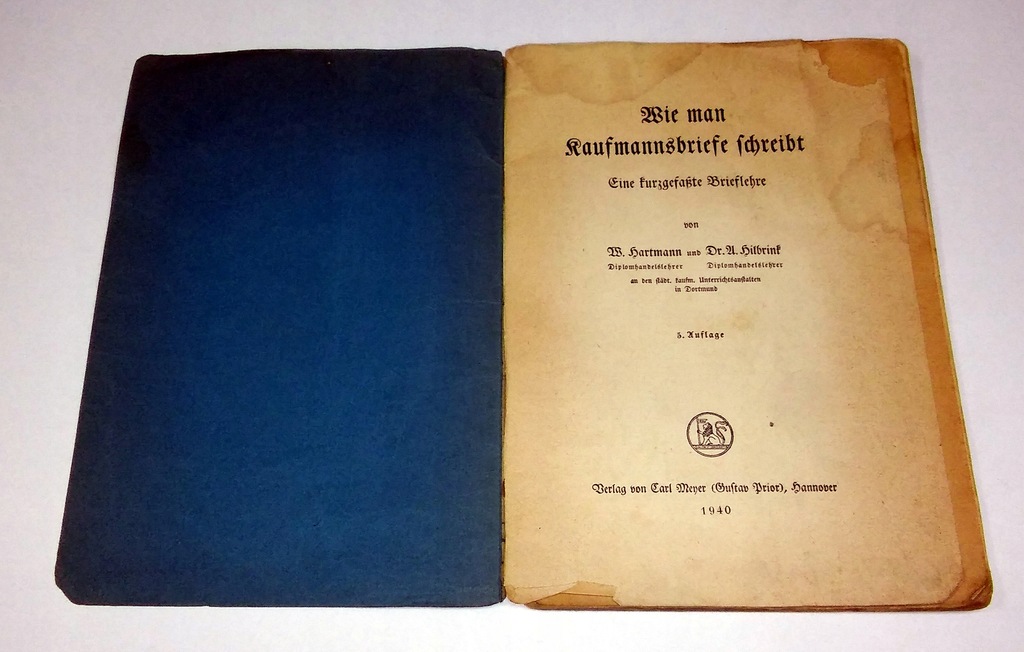 Wie man
Kaufmannsbriefe schreibt
Eine kurzgefaßte Brieflehre
von
W. Hartmann und Dr. A. Hilbrink
Diplomhandelslehrer Diplomhandelslehrer
an den städt. kaufm. Unterrichtsanstalten
in Dortmund
5. Auflage
Verlag von Carl Meyer (Gustav Prior), Hannover
1940